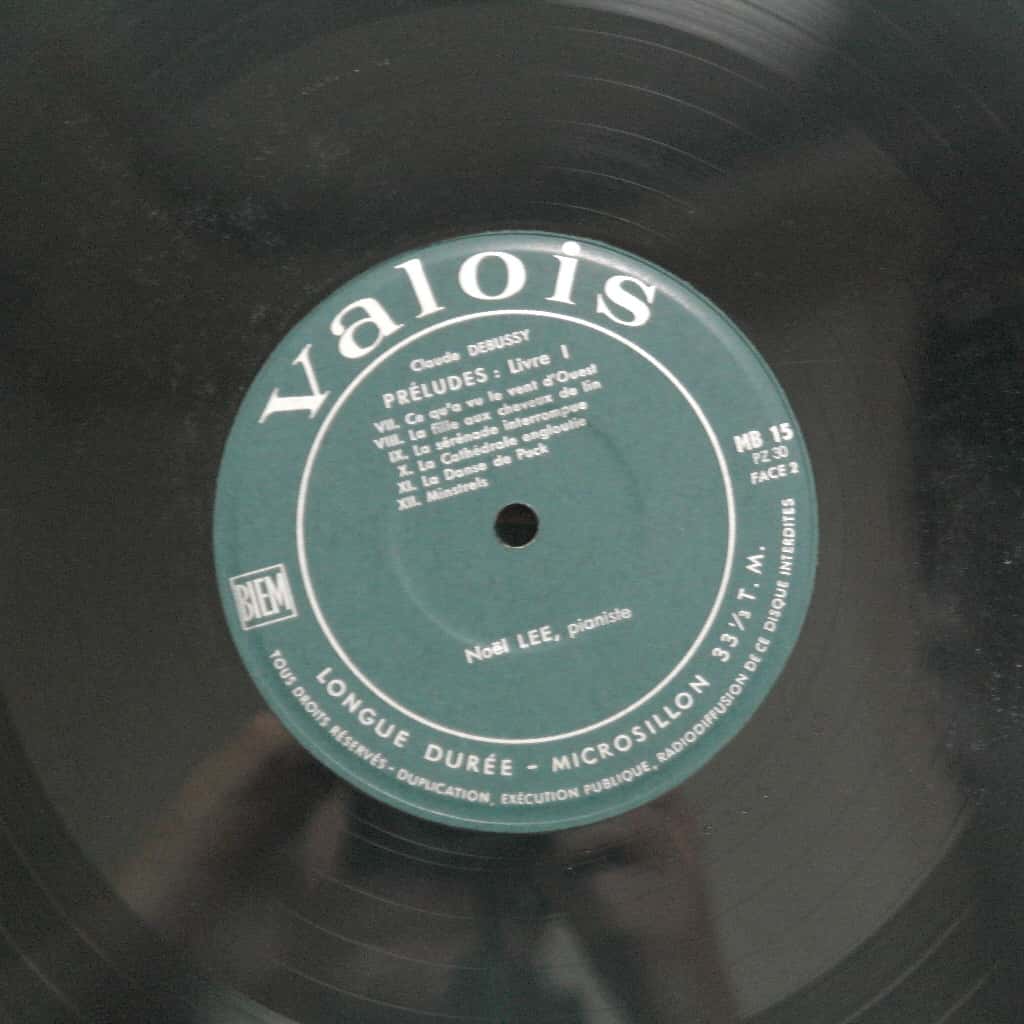 Valois
Claude DEBUSSY
PRÉLUDES : Livre I
VII. Ce qu'a vu le vent d'Ouest
VIII. La fille aux cheveux de lin
IX. La sérénade interrompue
X. La Cathédrale engloutie
XI. La Danse de Puck
XII. Minstrels
MB 15
PZ 30
FACE 2
BIEM
Noël LEE, pianiste
LONGUE DURÉE - MICROSILLON 33 1/3 T. M.
TOUS DROITS RÉSERVÉS - DUPLICATION, EXÉCUTION PUBLIQUE, RADIODIFFUSION DE CE DISQUE INTERDITES